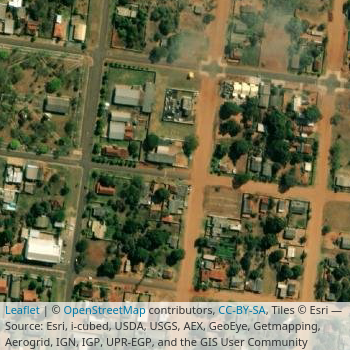 Leaflet | © OpenStreetMap contributors, CC-BY-SA, Tiles © Esri —
Source: Esri, i-cubed, USDA, USGS, AEX, GeoEye, Getmapping,
Aerogrid, IGN, IGP, UPR-EGP, and the GIS User Community